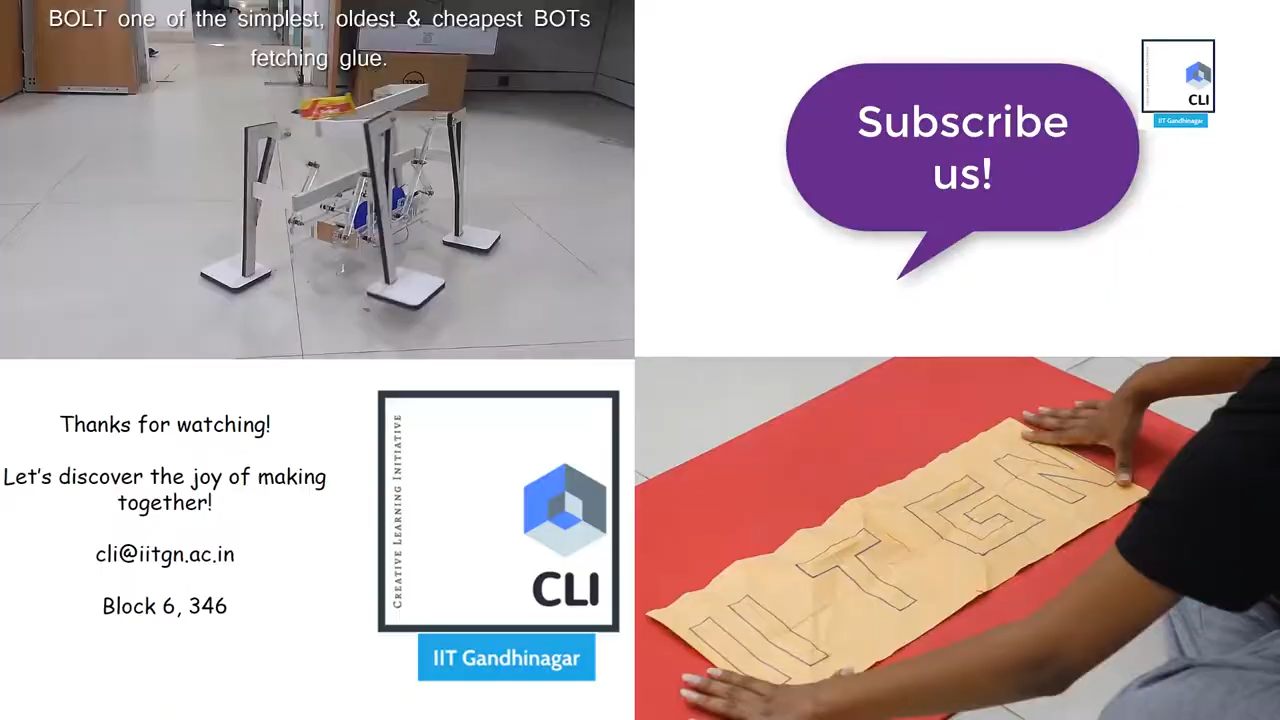 BOLT one of the simplest, oldest & cheapest BOTs
fetching glue.
Subscribe
us!
CLI
IIT Gandhinagar
Thanks for watching!
Let's discover the joy of making
together!
cli@iitgn.ac.in
Block 6, 346
CREATIVE LEARNING INITIATIVE
CLI
IIT Gandhinagar
IITGN